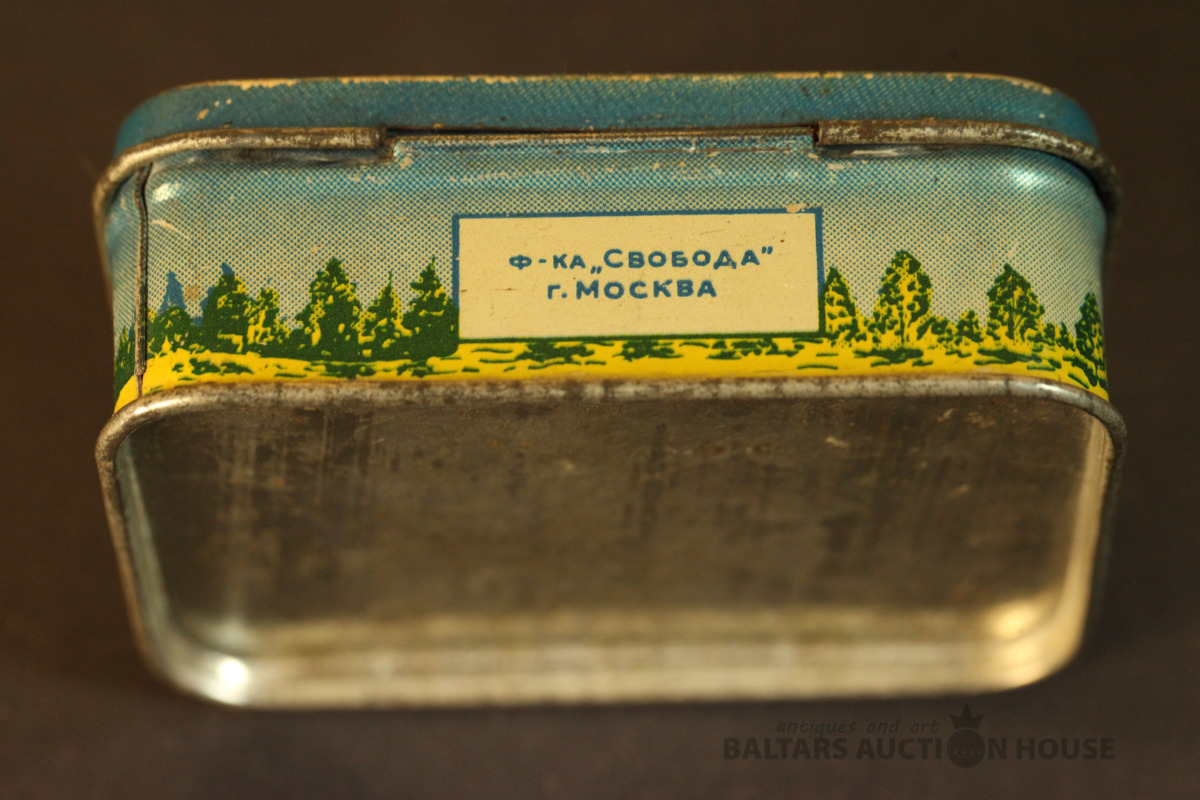 Ф-ка „Свобода"
г. Москва
antiques and art
BALTARS AUCTION HOUSE